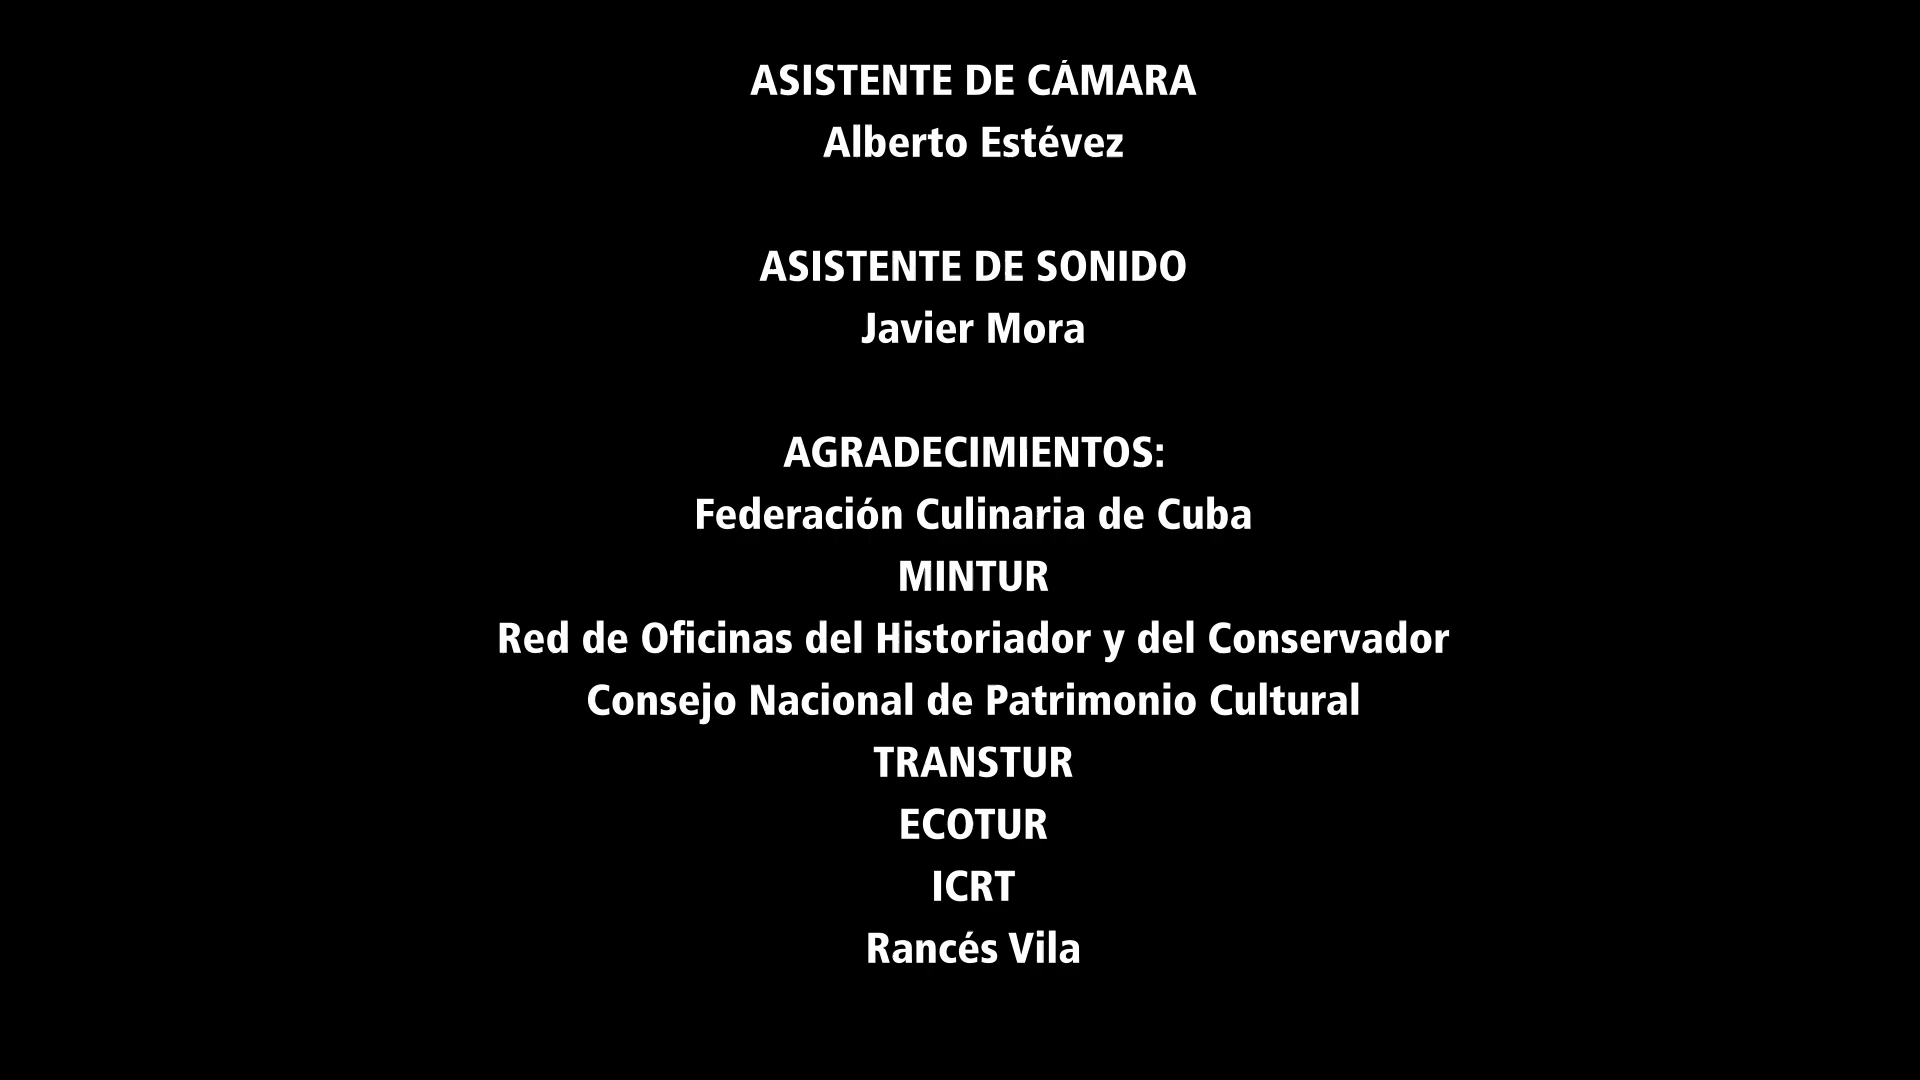 ASISTENTE DE CÁMARA
Alberto Estévez
ASISTENTE DE SONIDO
Javier Mora
AGRADECIMIENTOS:
Federación Culinaria de Cuba
MINTUR
Red de Oficinas del Historiador y del Conservador
Consejo Nacional de Patrimonio Cultural
TRANSTUR
ECOTUR
ICRT
Rancés Vila